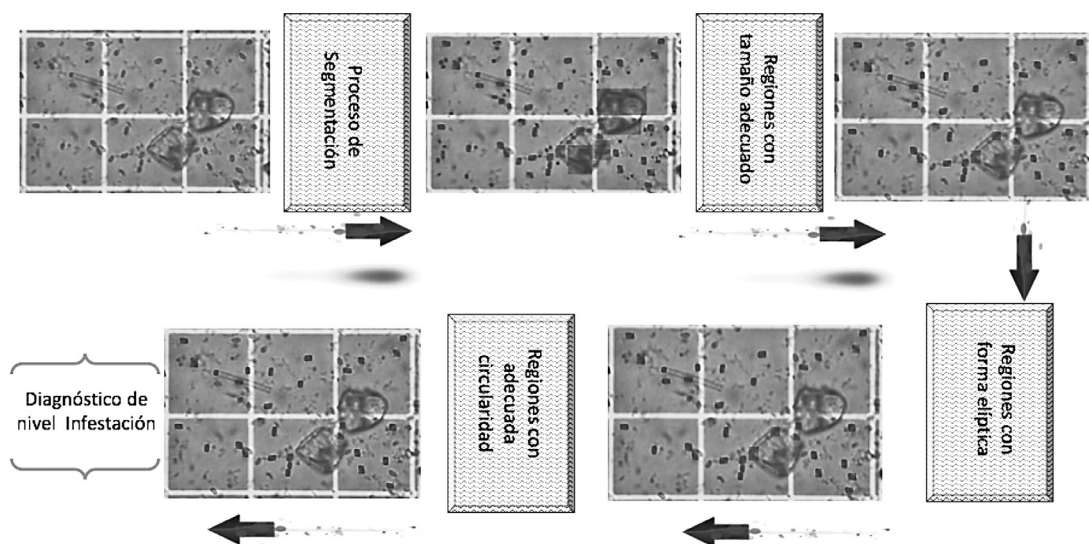 Proceso de
Segmentación
Regiones con
tamaño adecuado
Regiones con
forma elíptica
Regiones con
adecuada
circularidad
Diagnóstico de
nivel Infestación